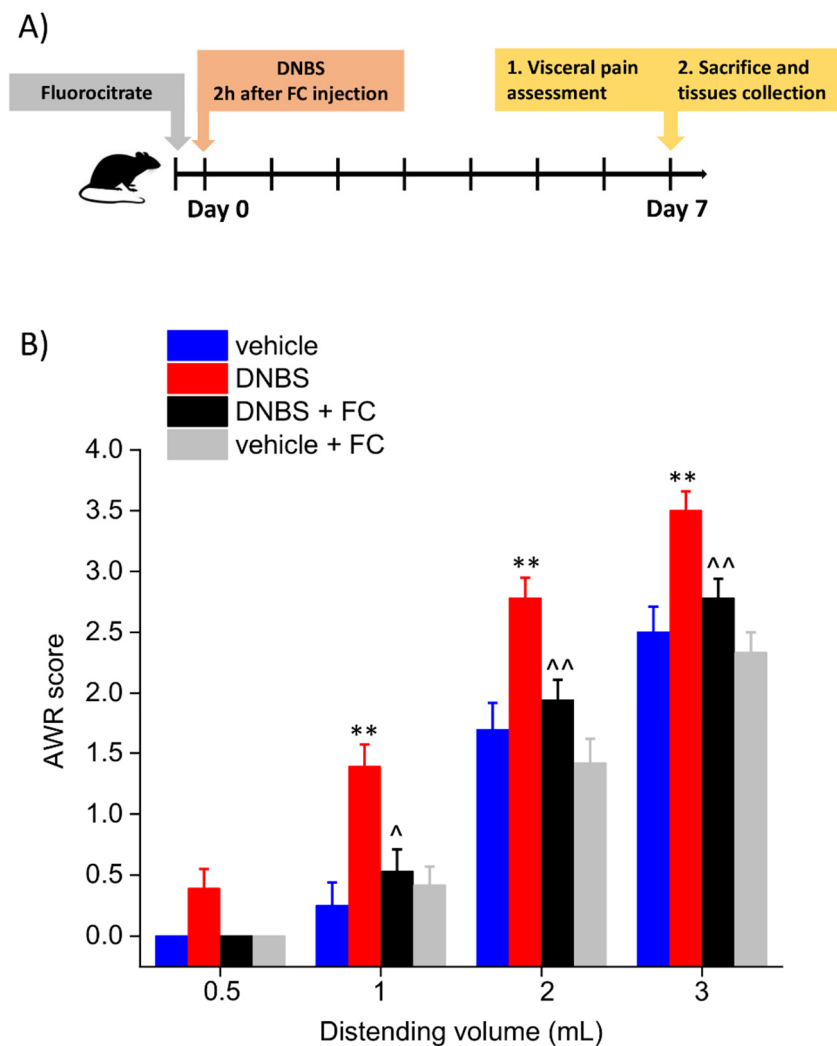 A)
Fluorocitrate
DNBS
2h after FC injection
1. Visceral pain
assessment
2. Sacrifice and
tissues collection
Day 0
Day 7
B)
vehicle
DNBS
DNBS + FC
vehicle + FC
4.0
3.5
3.0
2.5
2.0
1.5
1.0
0.5
0.0
AWR score
**
^
**
^^
**
^^
0.5
1
2
3
Distending volume (mL)